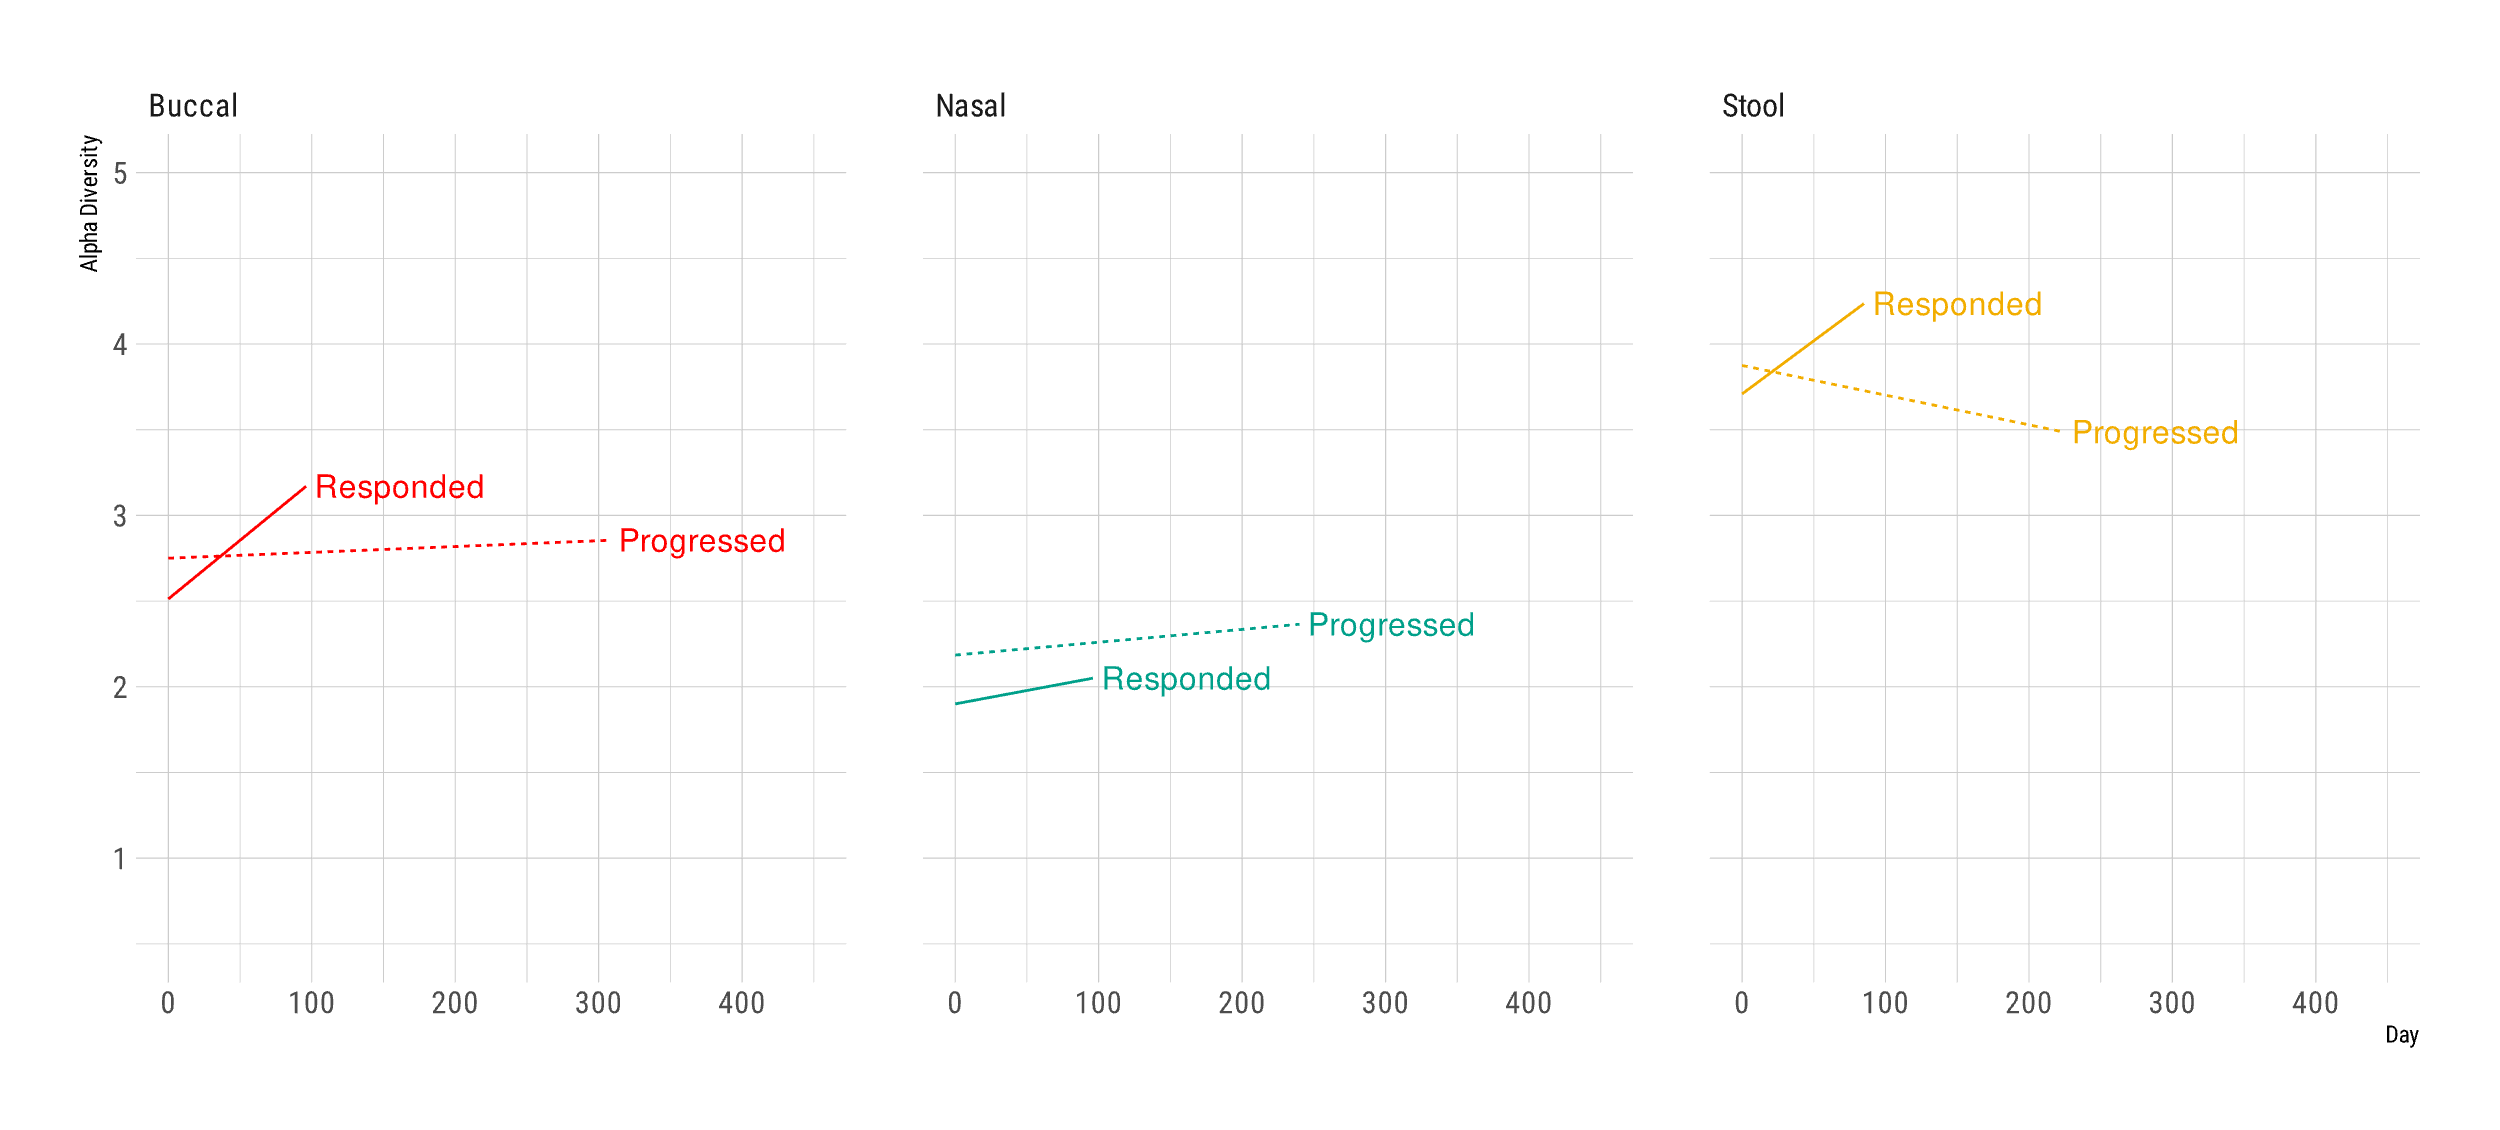 Buccal
Nasal
Stool
Alpha Diversity
5
4
3
2
1
Responded
Progressed
Progressed
Responded
Responded
Progressed
0 100 200 300 400
0 100 200 300 400
0 100 200 300 400
Day